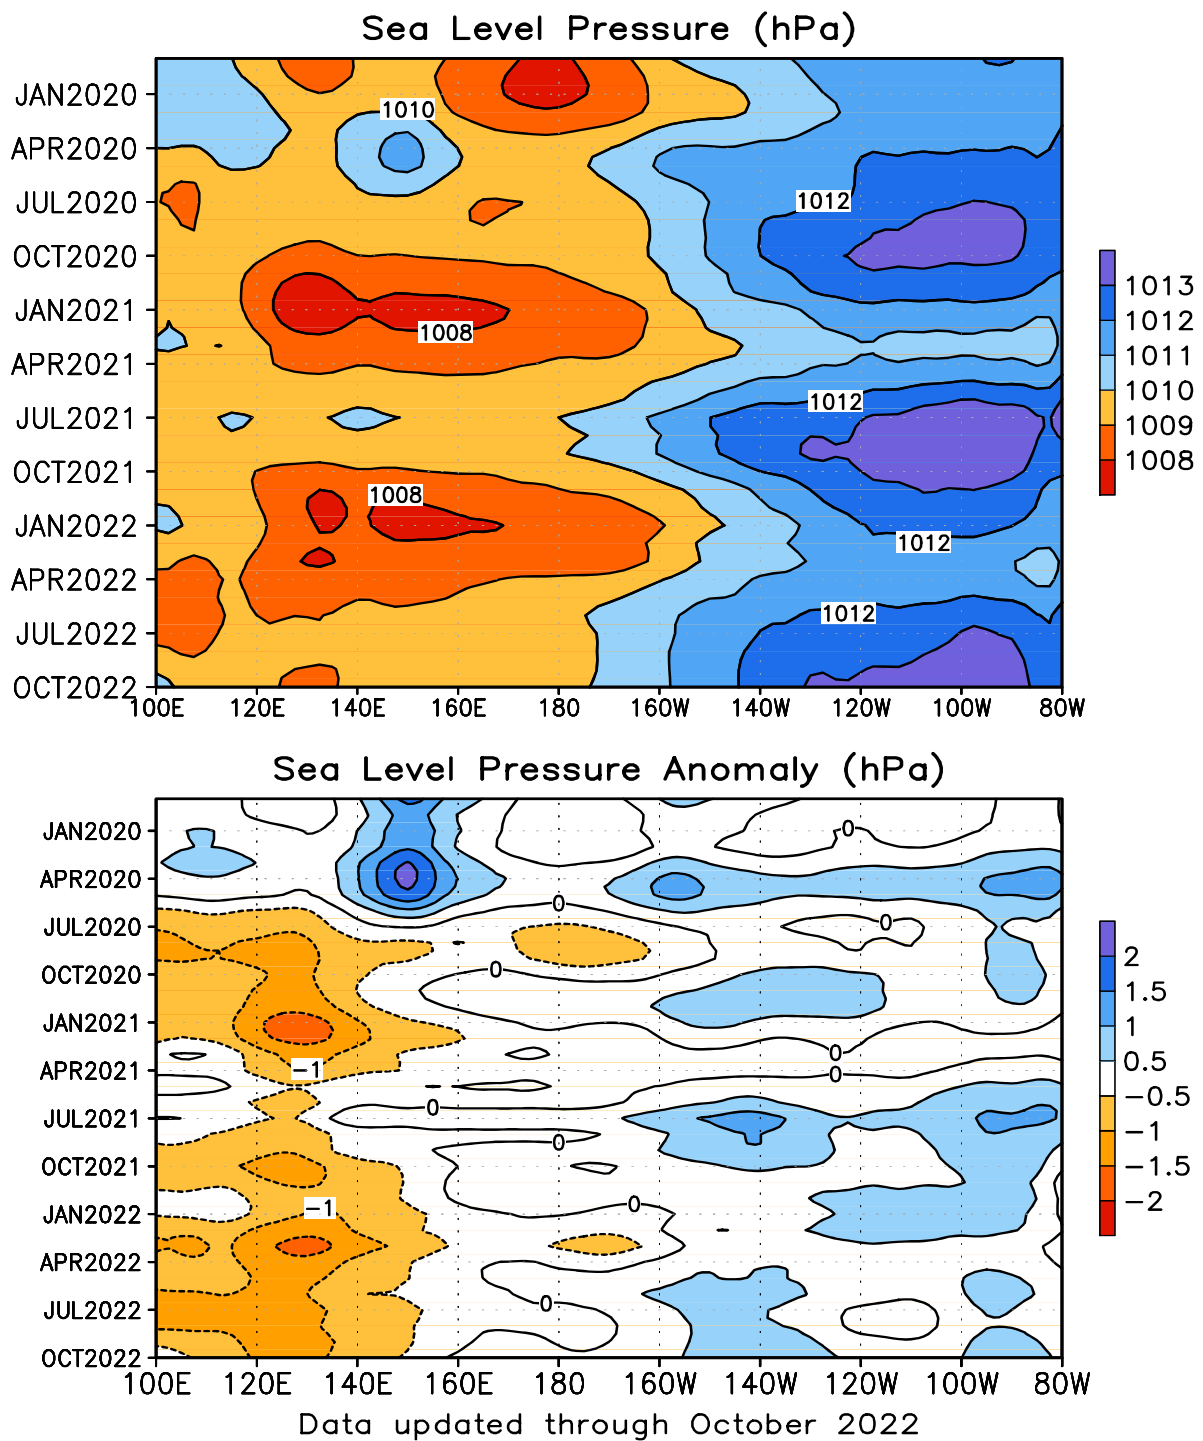 Sea Level Pressure (hPa)
JAN2020
APR2020
JUL2020
OCT2020
JAN2021
APR2021
JUL2021
OCT2021
JAN2022
APR2022
JUL2022
OCT2022
1010
1012
1008
1012
1008
1012
1012
100E 120E 140E 160E 180 160W 140W 120W 100W 80W
1013
1012
1011
1010
1009
1008
Sea Level Pressure Anomaly (hPa)
JAN2020
APR2020
JUL2020
OCT2020
JAN2021
APR2021
JUL2021
OCT2021
JAN2022
APR2022
JUL2022
OCT2022
0
0
0
0
0
-1
0
0
0
0
-1
0
100E 120E 140E 160E 180 160W 140W 120W 100W 80W
2
1.5
1
0.5
-0.5
-1
-1.5
-2
Data updated through October 2022